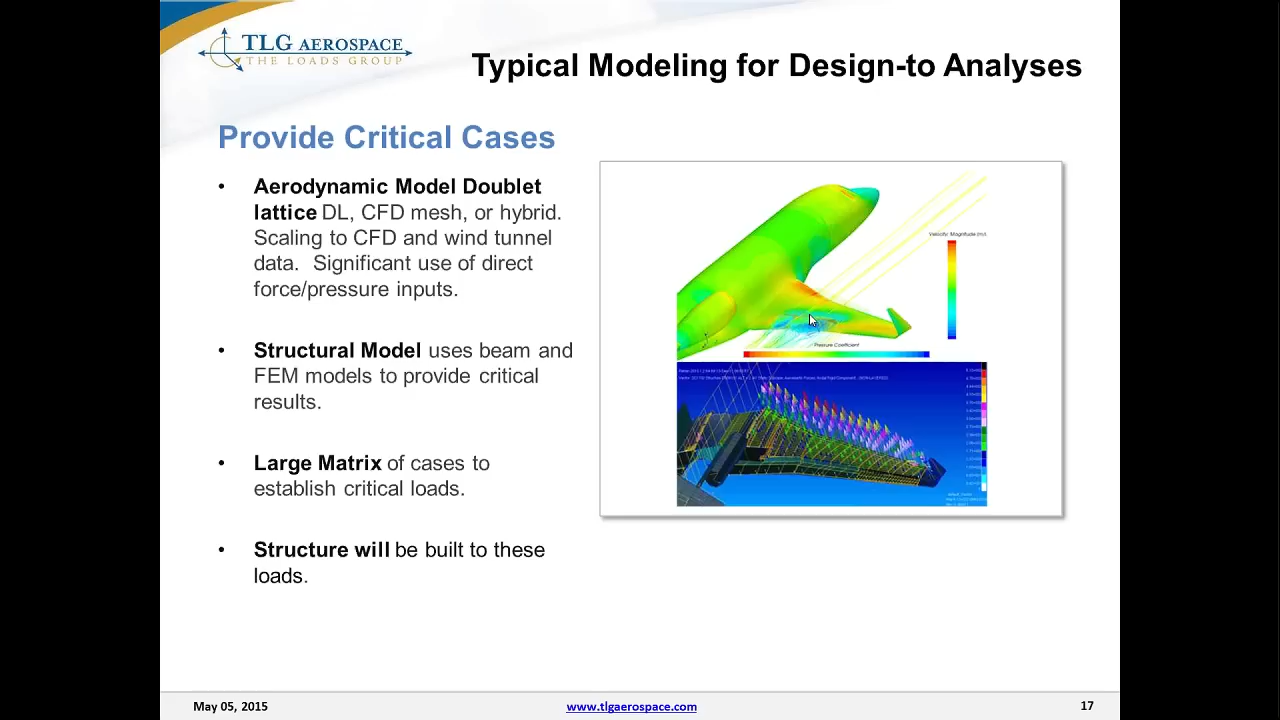 TLG AEROSPACE
THE LOADS GROUP
Typical Modeling for Design-to Analyses
Provide Critical Cases
• Aerodynamic Model Doublet
lattice DL, CFD mesh, or hybrid.
Scaling to CFD and wind tunnel
data. Significant use of direct
force/pressure inputs.
• Structural Model uses beam and
FEM models to provide critical
results.
• Large Matrix of cases to
establish critical loads.
• Structure will be built to these
loads.
Velocity: Magnitude (m/s)
Pressure Coefficient
May 05, 2015
www.tlgaerospace.com
17